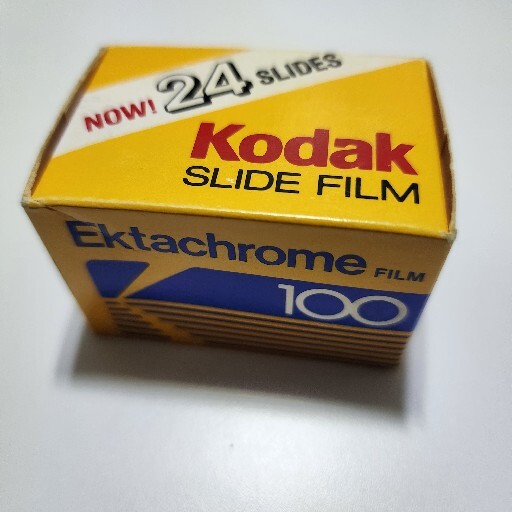 NOW! 24 SLIDES
Kodak
SLIDE FILM
Ektachrome FILM
100